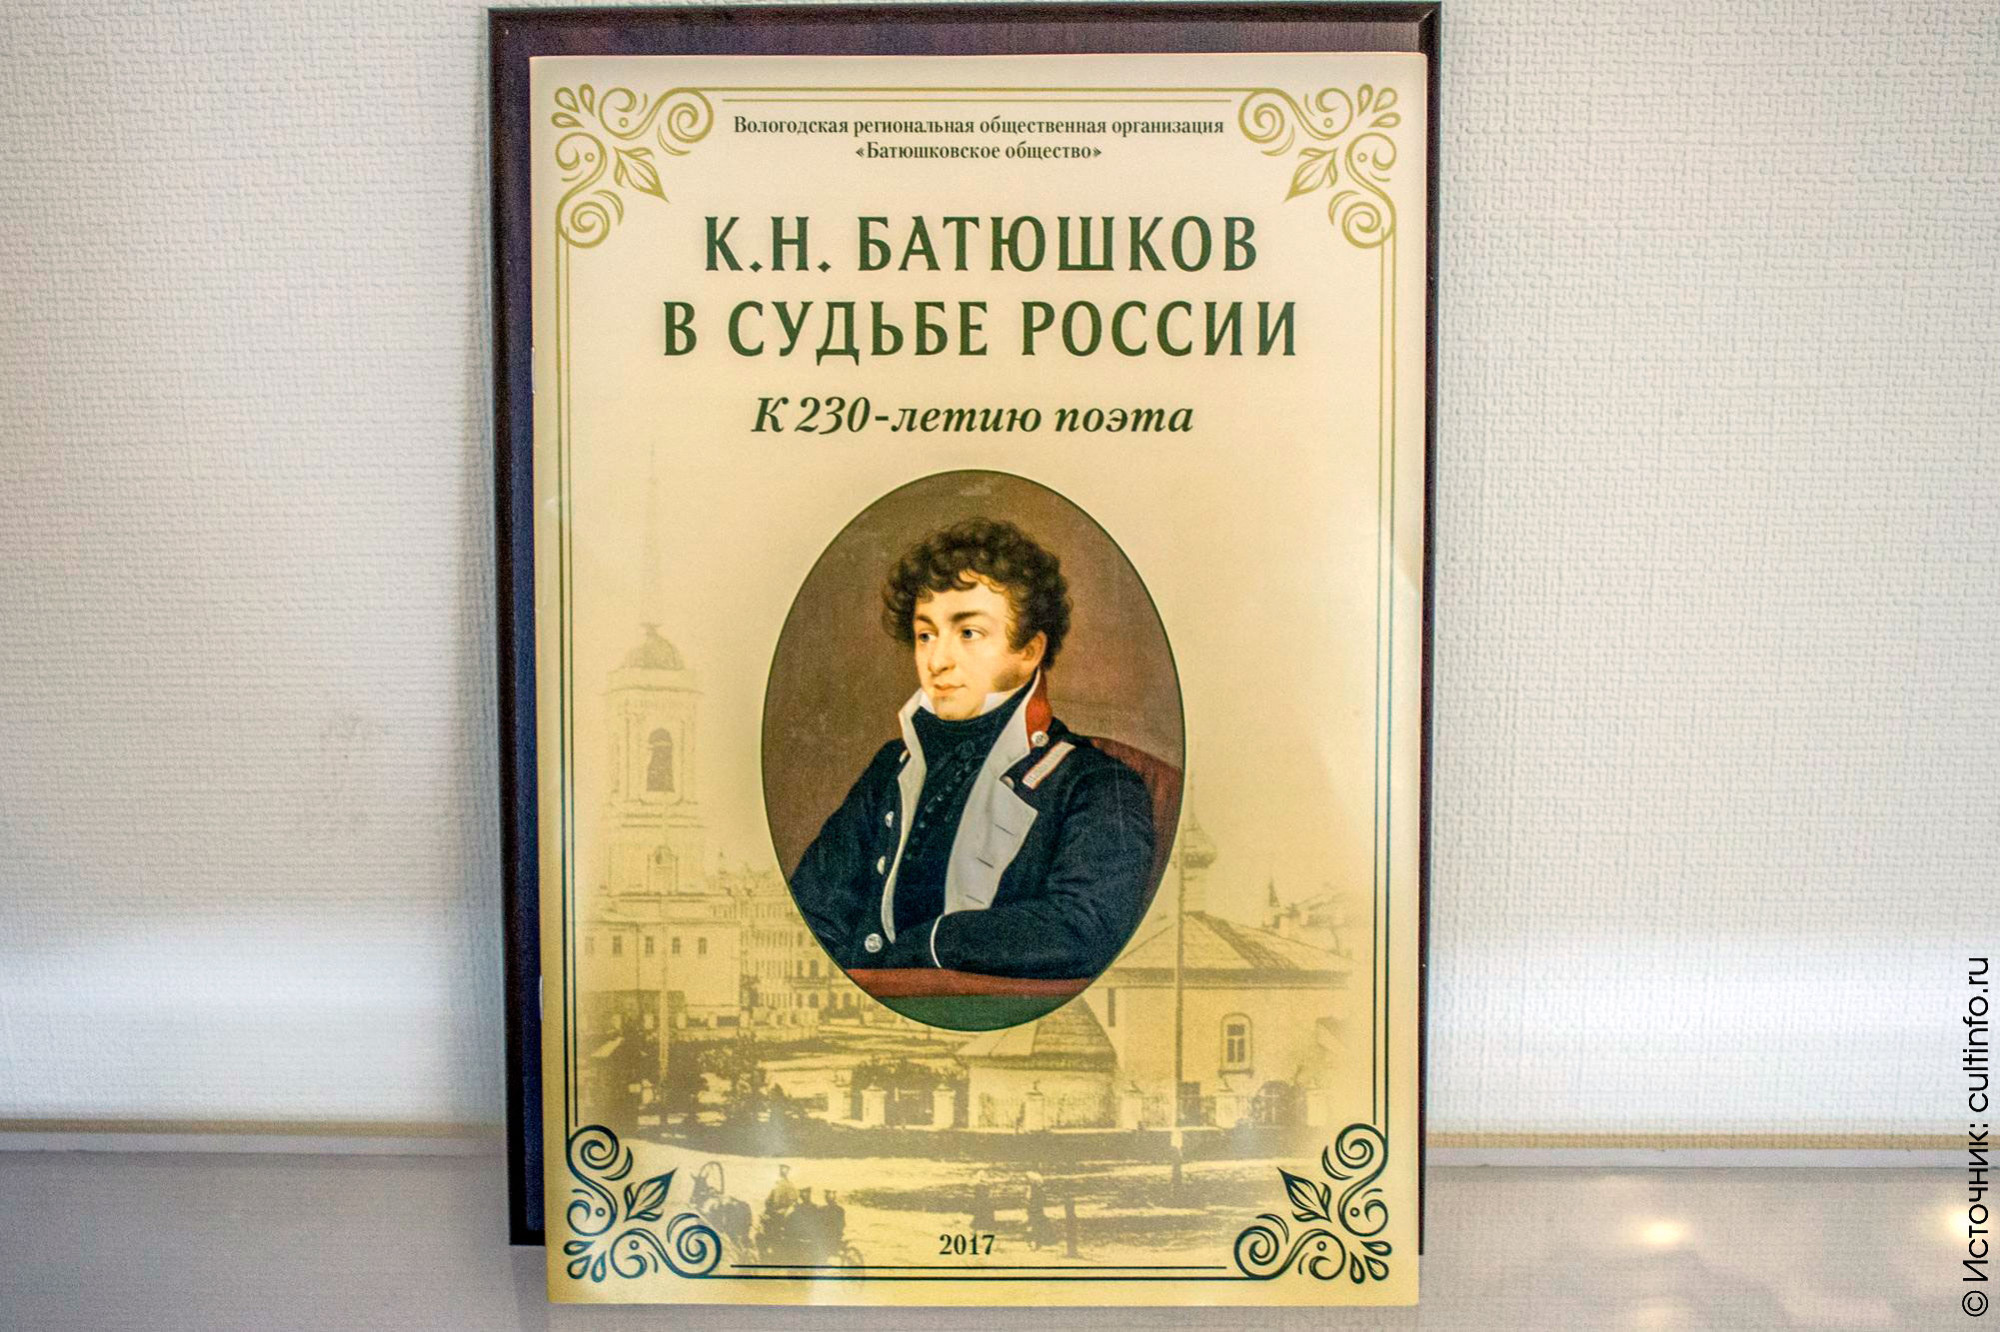 Вологодская региональная общественная организация
«Батюшковское общество»
К.Н. БАТЮШКОВ
В СУДЬБЕ РОССИИ
К 230-летию поэта
2017
© Источник: cultinfo.ru